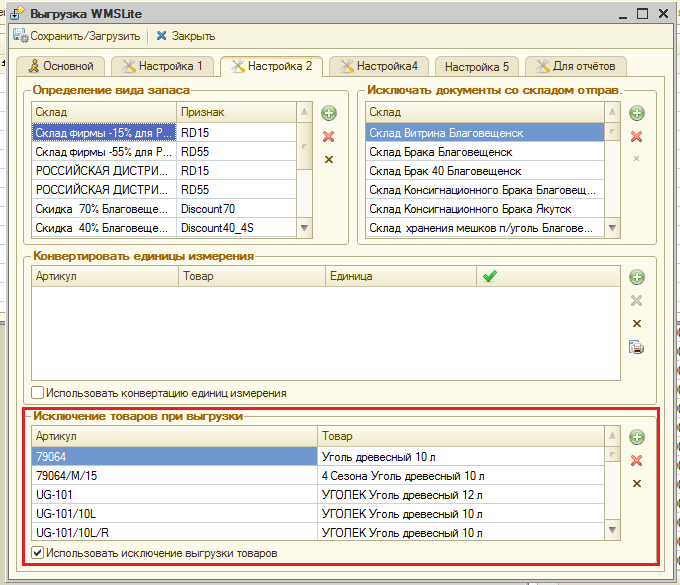 Выгрузка WMSLite
Сохранить/Загрузить Закрыть
Основной Настройка 1 Настройка 2 Настройка4 Настройка 5 Для отчётов
Определение вида запаса
Склад Признак
Склад фирмы -15% для Р... RD15
Склад фирмы -55% для Р... RD55
РОССИЙСКАЯ ДИСТРИ... RD15
РОССИЙСКАЯ ДИСТРИ... RD55
Скидка 70% Благовеще... Discount70
Скидка 40% Благовеще... Discount40_4S
Исключать документы со складом отправ.
Склад
Склад Витрина Благовещенск
Склад Брака Благовещенск
Склад Брак 40 Благовещенск
Склад Консигнационного Брака Благовещ...
Склад Консигнационного Брака Якутск
Склад хранения мешков п/уголь Благове...
Конвертировать единицы измерения
Артикул Товар Единица
Использовать конвертацию единиц измерения
Исключение товаров при выгрузки
Артикул Товар
79064 Уголь древесный 10 л
79064/М/15 4 Сезона Уголь древесный 10 л
UG-101 УГОЛЕК Уголь древесный 12 л
UG-101/10L УГОЛЕК Уголь древесный 10 л
UG-101/10L/R УГОЛЕК Уголь древесный 10 л
Использовать исключение выгрузки товаров